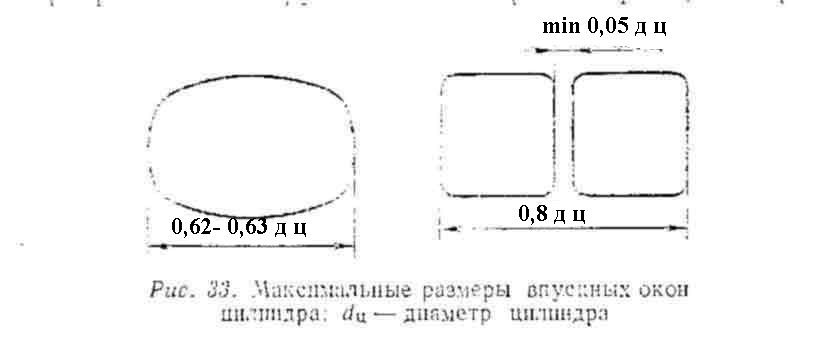 min 0,05 д ц
0,62- 0,63 д ц
0,8 д ц
Рис. 33. Максимальные размеры впускных окон
цилиндра: dц — диаметр цилиндра